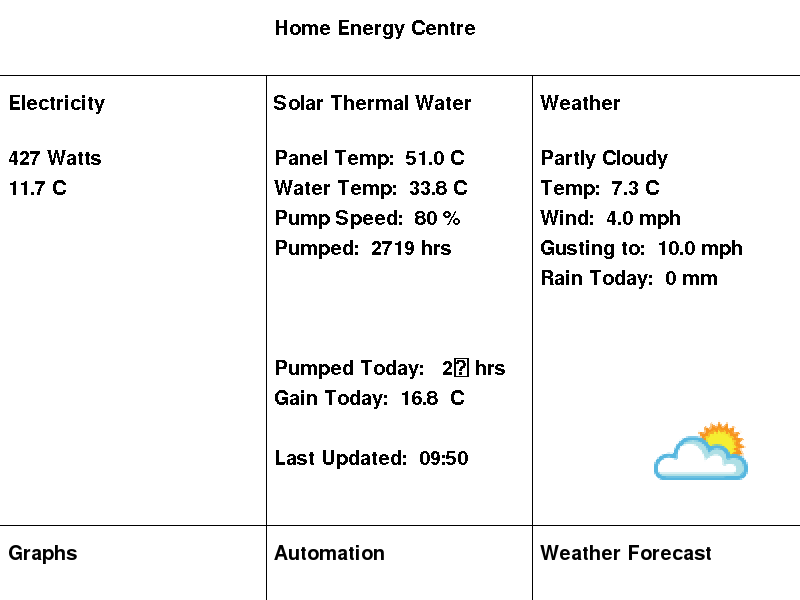 Home Energy Centre
Electricity
427 Watts
11.7 C
Solar Thermal Water
Panel Temp: 51.0 C
Water Temp: 33.8 C
Pump Speed: 80 %
Pumped: 2719 hrs
Pumped Today: 2 hrs
Gain Today: 16.8 C
Last Updated: 09:50
Weather
Partly Cloudy
Temp: 7.3 C
Wind: 4.0 mph
Gusting to: 10.0 mph
Rain Today: 0 mm
Graphs
Automation
Weather Forecast